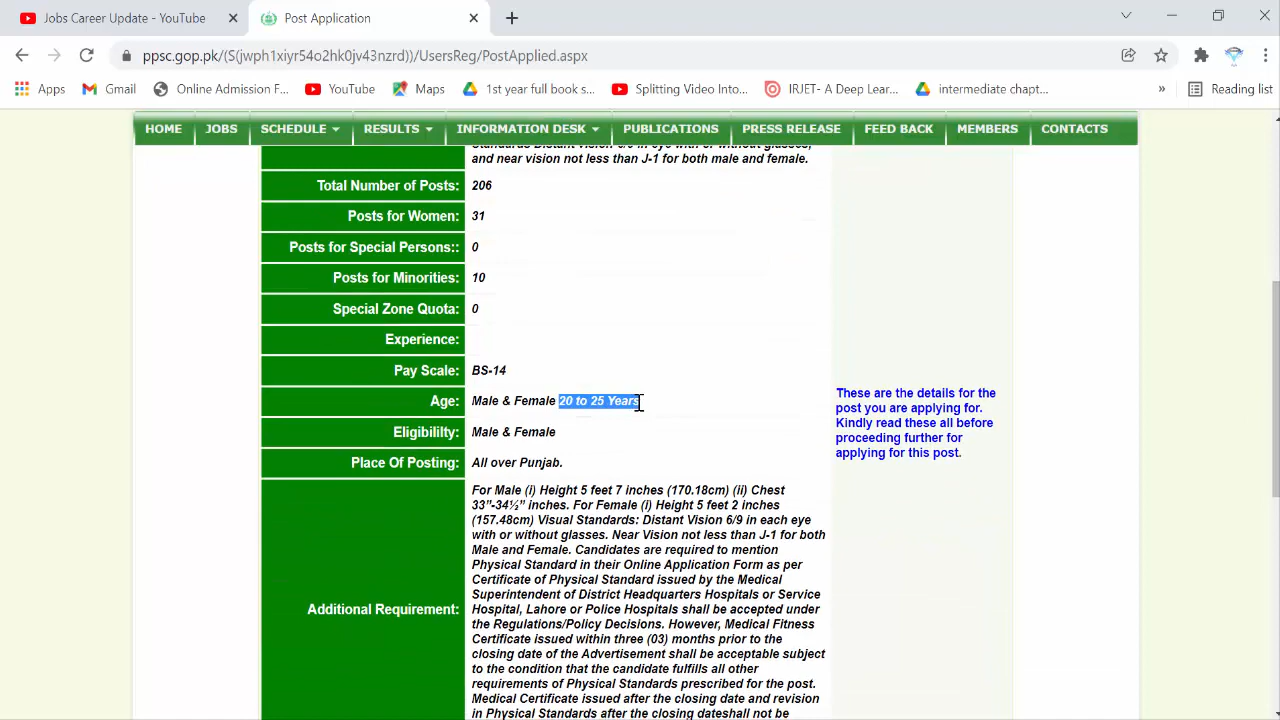 Jobs Career Update - YouTube
Post Application
ppsc.gop.pk/(S(jwph1xiyr54o2hk0jv43nzrd))/UsersReg/PostApplied.aspx
Apps
Gmail
Online Admission F...
YouTube
Maps
1st year full book s...
Splitting Video Into...
IRJET- A Deep Lear...
intermediate chapt...
»
Reading list
HOME
JOBS
SCHEDULE
RESULTS
INFORMATION DESK
PUBLICATIONS
PRESS RELEASE
FEED BACK
MEMBERS
CONTACTS
Standards Distant Vision 6/9 in eye with or without glasses,
and near vision not less than J-1 for both male and female.
Total Number of Posts: 206
Posts for Women: 31
Posts for Special Persons:: 0
Posts for Minorities: 10
Special Zone Quota: 0
Experience:
Pay Scale: BS-14
Age: Male & Female 20 to 25 Years
Eligibililty: Male & Female
Place Of Posting: All over Punjab.
Additional Requirement:
For Male (i) Height 5 feet 7 inches (170.18cm) (ii) Chest
33”-34½” inches. For Female (i) Height 5 feet 2 inches
(157.48cm) Visual Standards: Distant Vision 6/9 in each eye
with or without glasses. Near Vision not less than J-1 for both
Male and Female. Candidates are required to mention
Physical Standard in their Online Application Form as per
Certificate of Physical Standard issued by the Medical
Superintendent of District Headquarters Hospitals or Service
Hospital, Lahore or Police Hospitals shall be accepted under
the Regulations/Policy Decisions. However, Medical Fitness
Certificate issued within three (03) months prior to the
closing date of the Advertisement shall be acceptable subject
to the condition that the candidate fulfills all other
requirements of Physical Standards prescribed for the post.
Medical Certificate issued after the closing date and revision
in Physical Standards after the closing dateshall not be
These are the details for the
post you are applying for.
Kindly read these all before
proceeding further for
applying for this post.